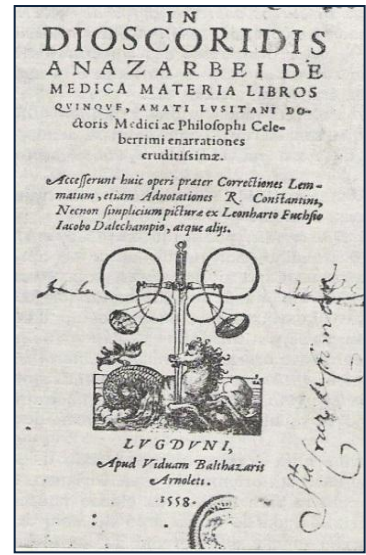 IN
DIOSCORIDIS
ANAZARBEI DE
MEDICA MATERIA LIBROS
QVINQVE, AMATI LVSITANI DO-
ctoris Medici ac Philosophi Cele-
berrimi enarrationes
eruditissimæ.
Accesserunt huic operi præter Correctiones Lem-
matum, etiam Adnotationes R. Constantini,
Necnon simplicium picturæ ex Leonharto Fuchsio
Iacobo Dalechampio, atque alijs.
LVGDVNI,
Apud Viduam Balthazaris
Arnoleti.
·1558·